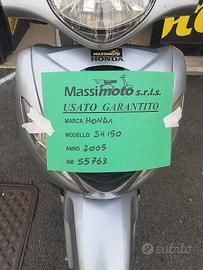 MASSIMOTO
HONDA
Massimoto s.r.l.s.
USATO GARANTITO
MARCA HONDA
MODELLO SH 150
ANNO 2005
KM 55763
subito